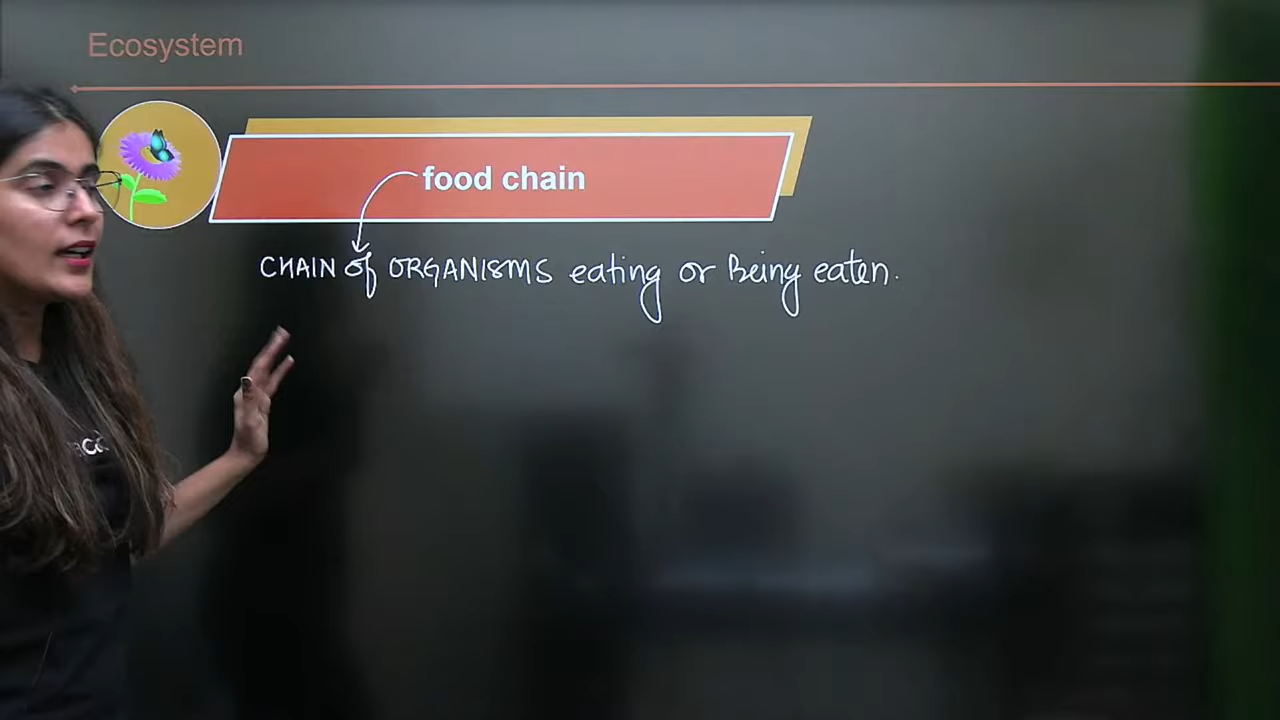 Ecosystem
food chain
CHAIN of ORGANISMS eating or Being eaten.